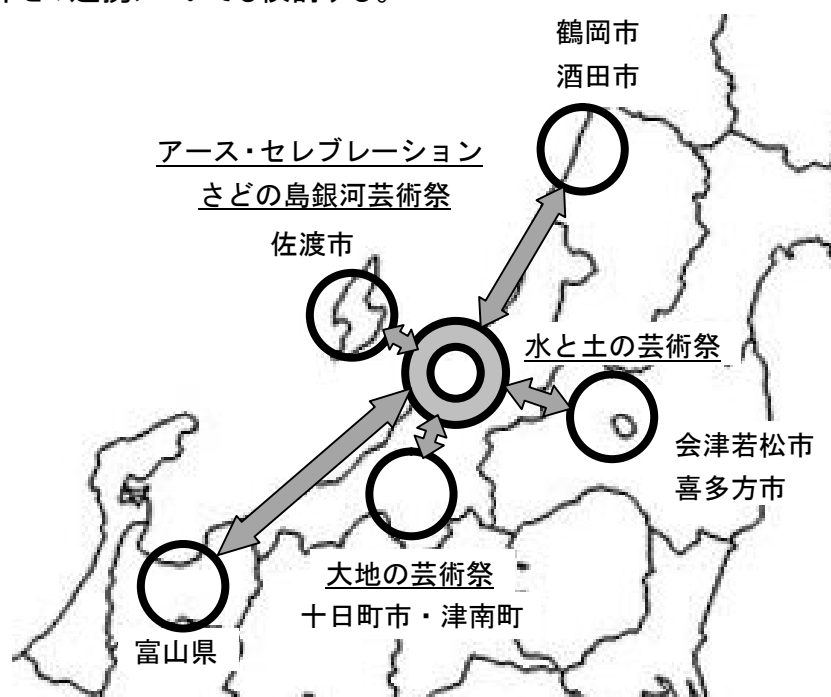 鶴岡市
酒田市
アース・セレブレーション
さどの島銀河芸術祭
佐渡市
水と土の芸術祭
会津若松市
喜多方市
大地の芸術祭
十日町市・津南町
富山県